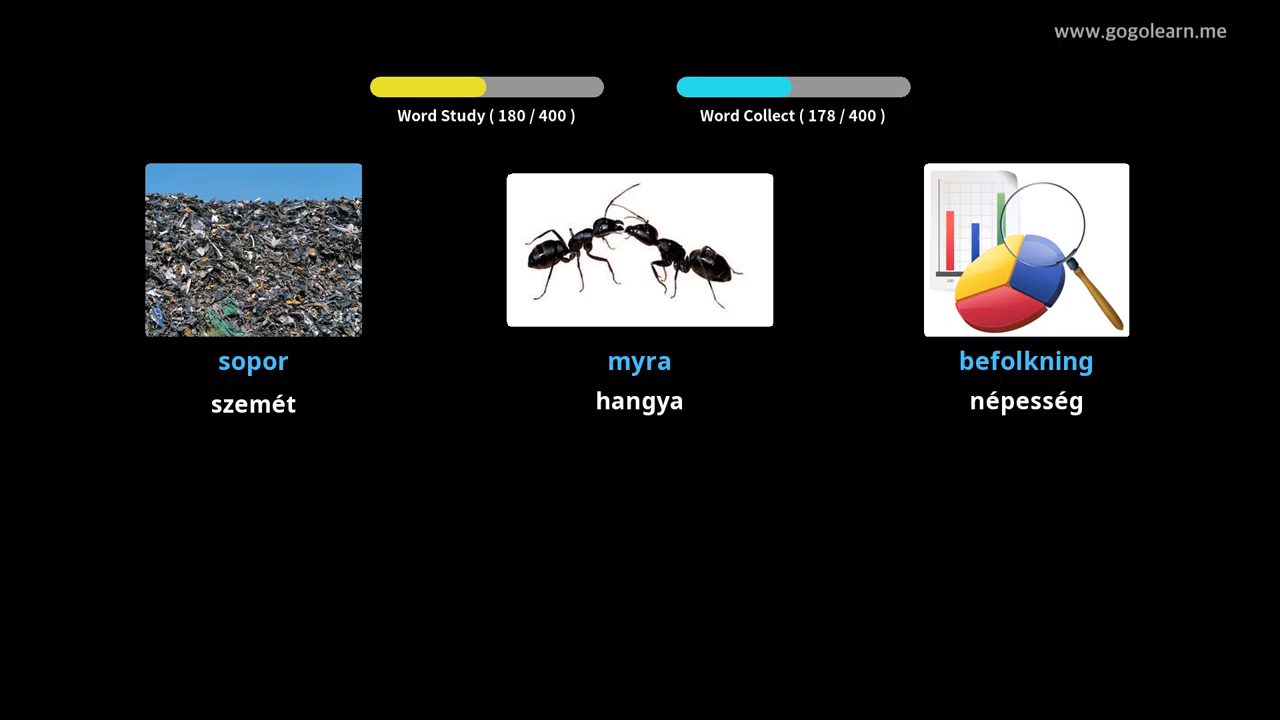 www.gogolearn.me
Word Study ( 180 / 400 )
Word Collect ( 178 / 400 )
sopor
myra
befolkning
szemét
hangya
népesség